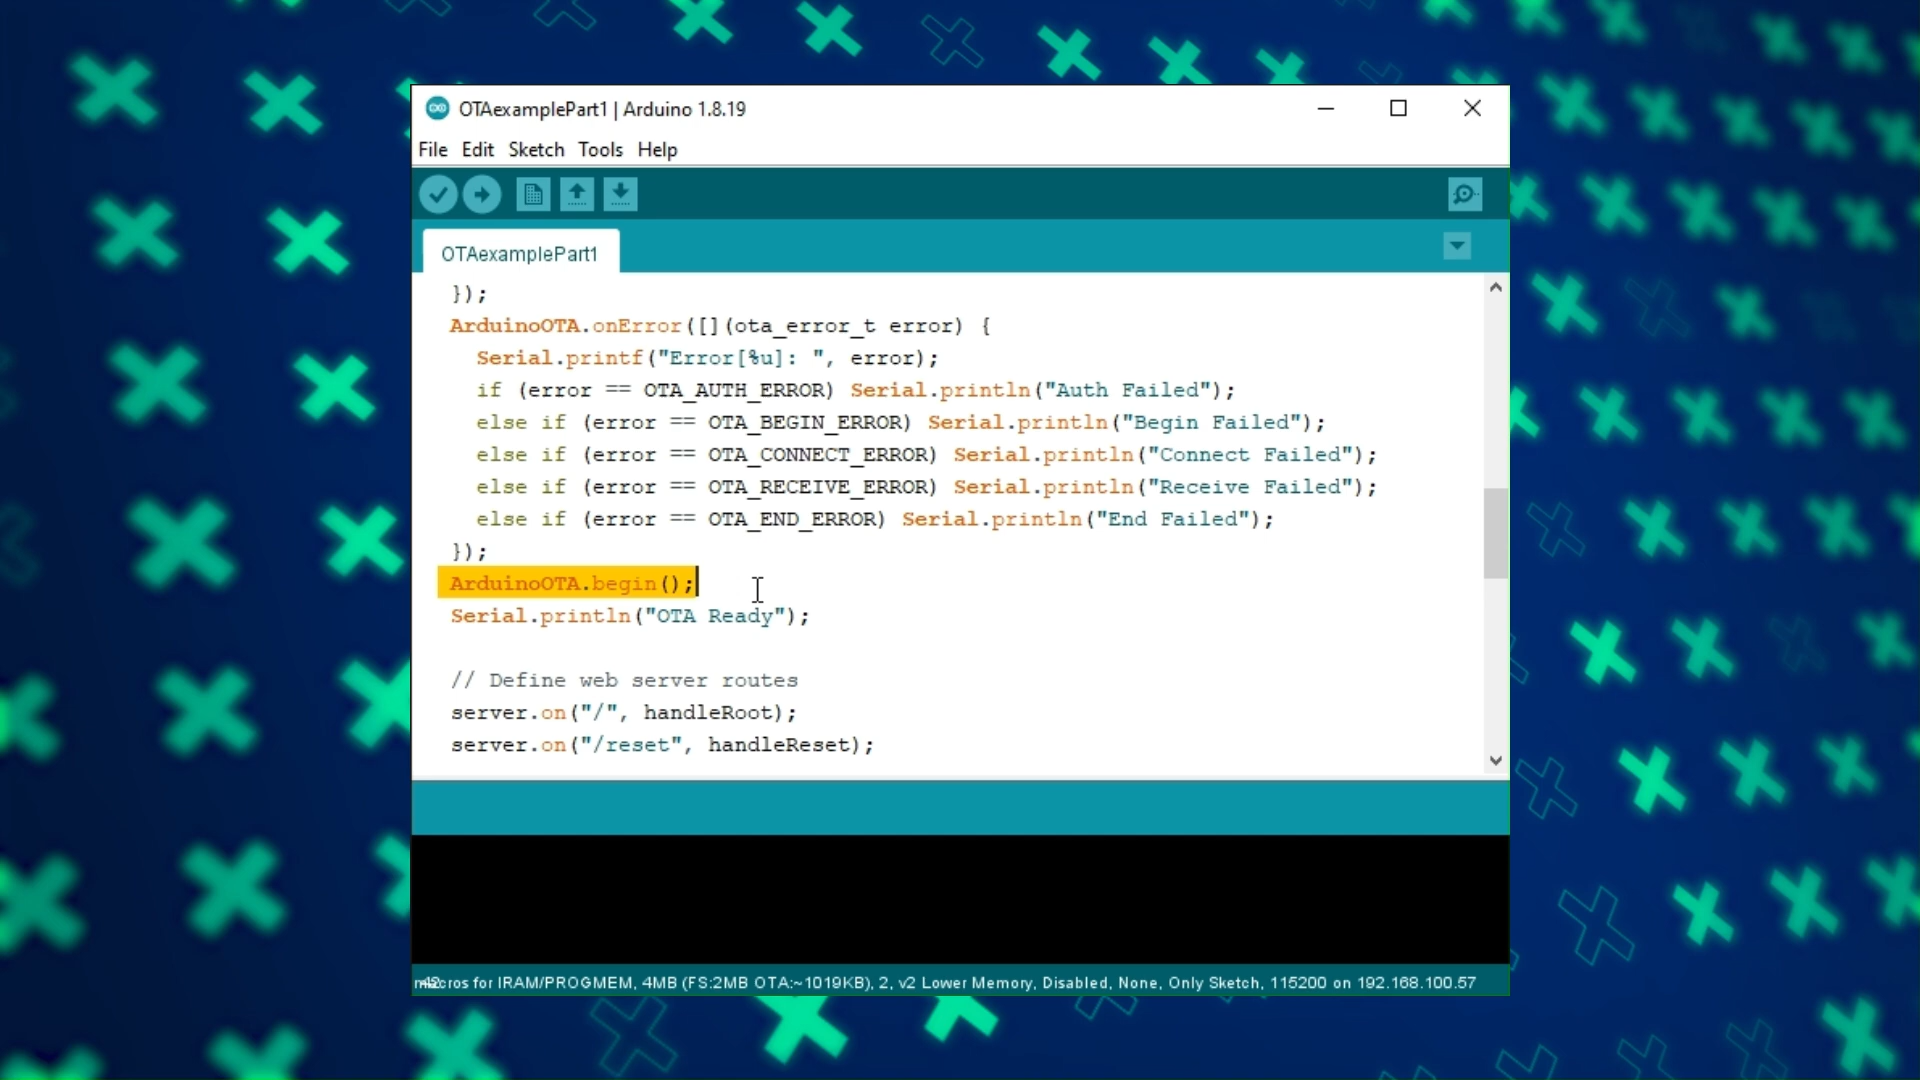 OTAexamplePart1 | Arduino 1.8.19
File Edit Sketch Tools Help
OTAexamplePart1
});
ArduinoOTA.onError([](ota_error_t error) {
Serial.printf("Error[%u]: ", error);
if (error == OTA_AUTH_ERROR) Serial.println("Auth Failed");
else if (error == OTA_BEGIN_ERROR) Serial.println("Begin Failed");
else if (error == OTA_CONNECT_ERROR) Serial.println("Connect Failed");
else if (error == OTA_RECEIVE_ERROR) Serial.println("Receive Failed");
else if (error == OTA_END_ERROR) Serial.println("End Failed");
});
ArduinoOTA.begin();
Serial.println("OTA Ready");
// Define web server routes
server.on("/", handleRoot);
server.on("/reset", handleReset);
for IRAM/PROGMEM, 4MB (FS:2MB OTA:~1019KB), 2, v2 Lower Memory, Disabled, None, Only Sketch, 115200 on 192.168.100.57